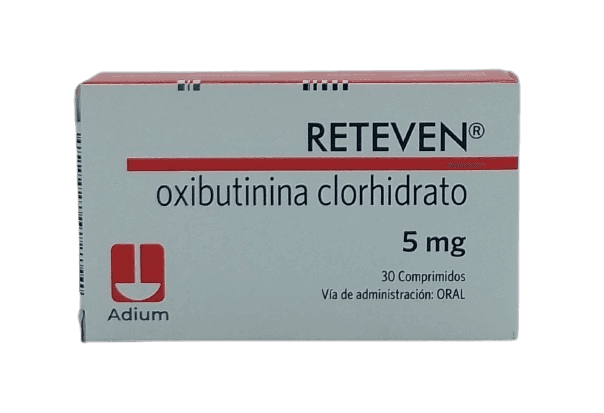 RETEVEN®
oxibutinina clorhidrato
5 mg
30 Comprimidos
Vía de administración: ORAL
Adium